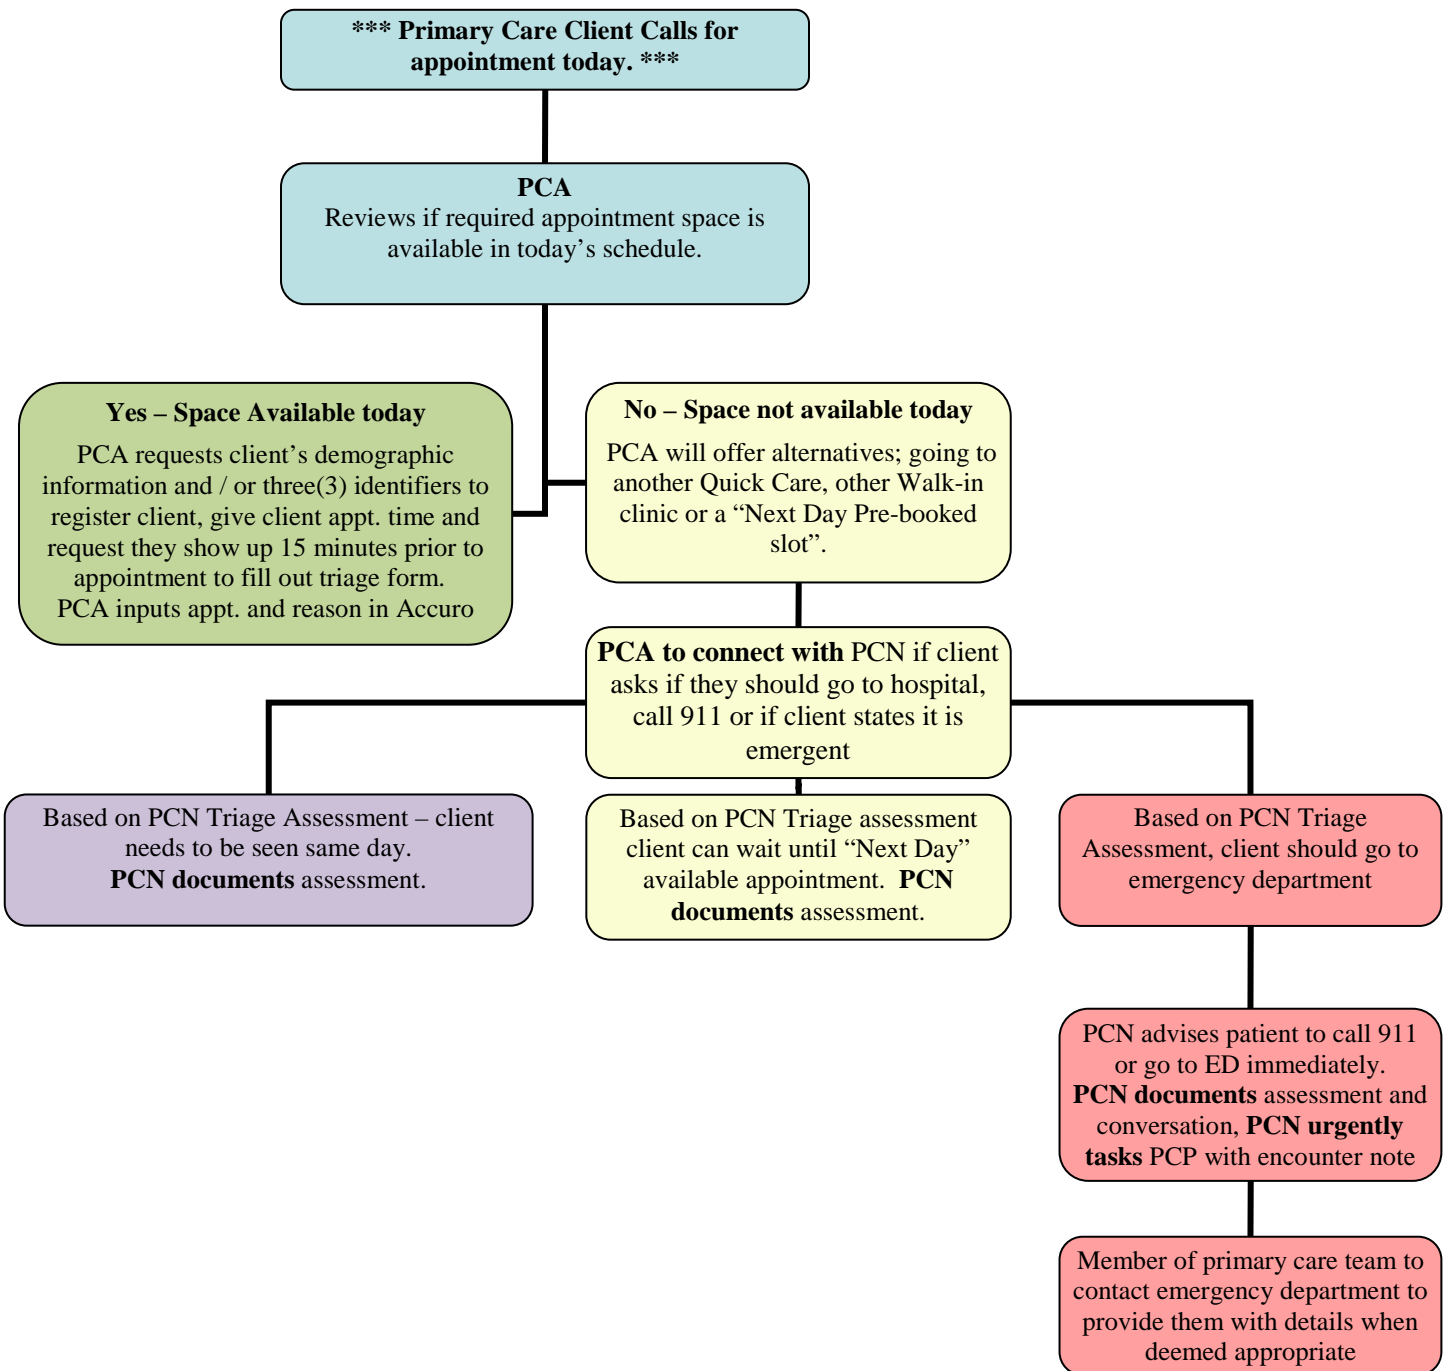 *** Primary Care Client Calls for
appointment today. ***
PCA
Reviews if required appointment space is
available in today’s schedule.
Yes – Space Available today
PCA requests client’s demographic
information and / or three(3) identifiers to
register client, give client appt. time and
request they show up 15 minutes prior to
appointment to fill out triage form.
PCA inputs appt. and reason in Accuro
No – Space not available today
PCA will offer alternatives; going to
another Quick Care, other Walk-in
clinic or a “Next Day Pre-booked
slot”.
PCA to connect with PCN if client
asks if they should go to hospital,
call 911 or if client states it is
emergent
Based on PCN Triage Assessment – client
needs to be seen same day.
PCN documents assessment.
Based on PCN Triage assessment
client can wait until “Next Day”
available appointment. PCN
documents assessment.
Based on PCN Triage
Assessment, client should go to
emergency department
PCN advises patient to call 911
or go to ED immediately.
PCN documents assessment and
conversation, PCN urgently
tasks PCP with encounter note
Member of primary care team to
contact emergency department to
provide them with details when
deemed appropriate